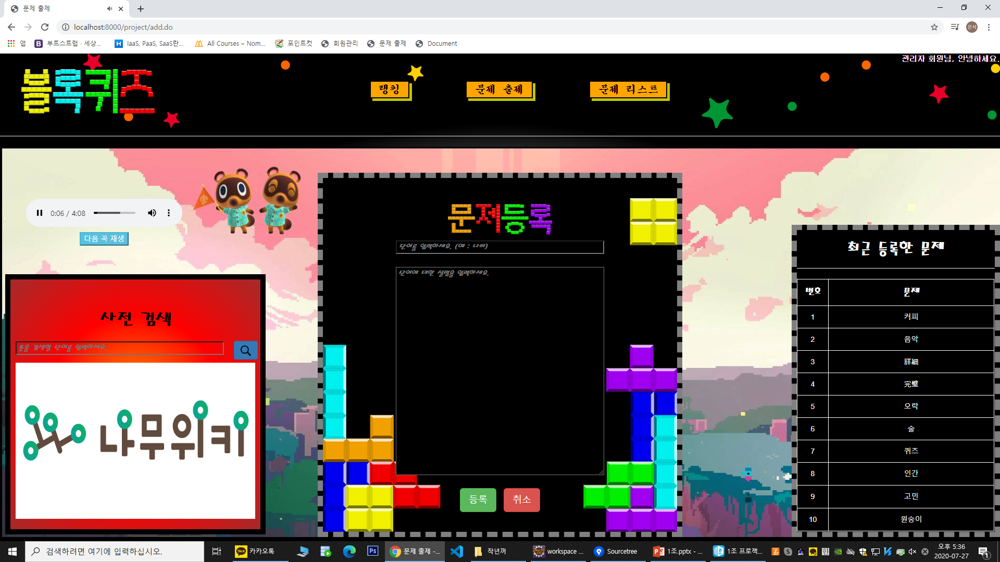 문제 출제
localhost:8000/project/add.do
은석
앱
부트스트랩 · 세상...
IaaS, PaaS, SaaS란...
All Courses – Nom...
포인트컷
회원관리
문제 출제
Document
관리자 회원님, 안녕하세요.
블록퀴즈
랭킹
문제 출제
문제 리스트
0:06 / 4:08
다음 곡 재생
문제등록
단어를 입력하세요. (예 : 나비)
단어에 대한 설명을 입력하세요.
등록
취소
사전 검색
뜻을 검색할 단어를 입력하세요.
나무위키
최근 등록한 문제
번호 문제
1 커피
2 음악
3 詳細
4 完璧
5 오락
6 술
7 퀴즈
8 인간
9 고민
10 원숭이
검색하려면 여기에 입력하십시오.
TALK
카카오톡
Ps
문제 출제 -...
작년꺼
workspace ...
Sourcetree
1조.pptx - ...
1조 프로젝...
오후 5:36
2020-07-27
1